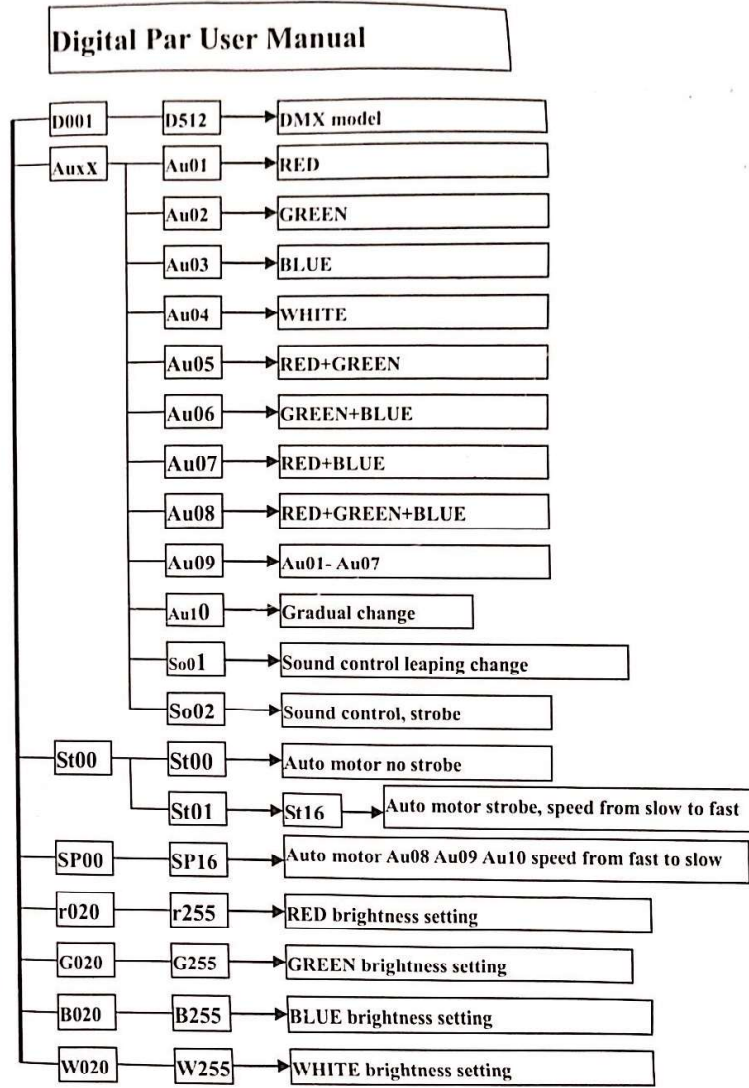 Digital Par User Manual
D001 D512 DMX model
AuxX Au01 RED
Au02 GREEN
Au03 BLUE
Au04 WHITE
Au05 RED+GREEN
Au06 GREEN+BLUE
Au07 RED+BLUE
Au08 RED+GREEN+BLUE
Au09 Au01- Au07
Au10 Gradual change
So01 Sound control leaping change
So02 Sound control, strobe
St00 St00 Auto motor no strobe
St01 St16 Auto motor strobe, speed from slow to fast
SP00 SP16 Auto motor Au08 Au09 Au10 speed from fast to slow
r020 r255 RED brightness setting
G020 G255 GREEN brightness setting
B020 B255 BLUE brightness setting
W020 W255 WHITE brightness setting